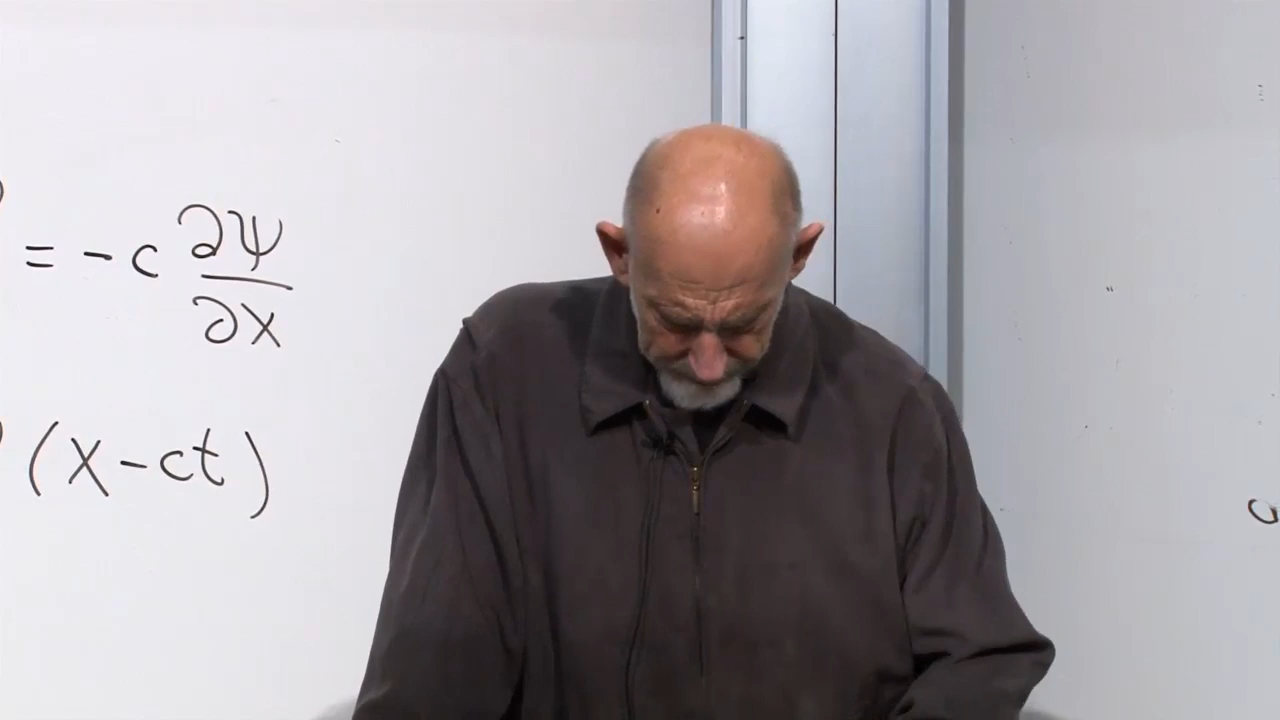 = -c ∂ψ/∂x
(x-ct)